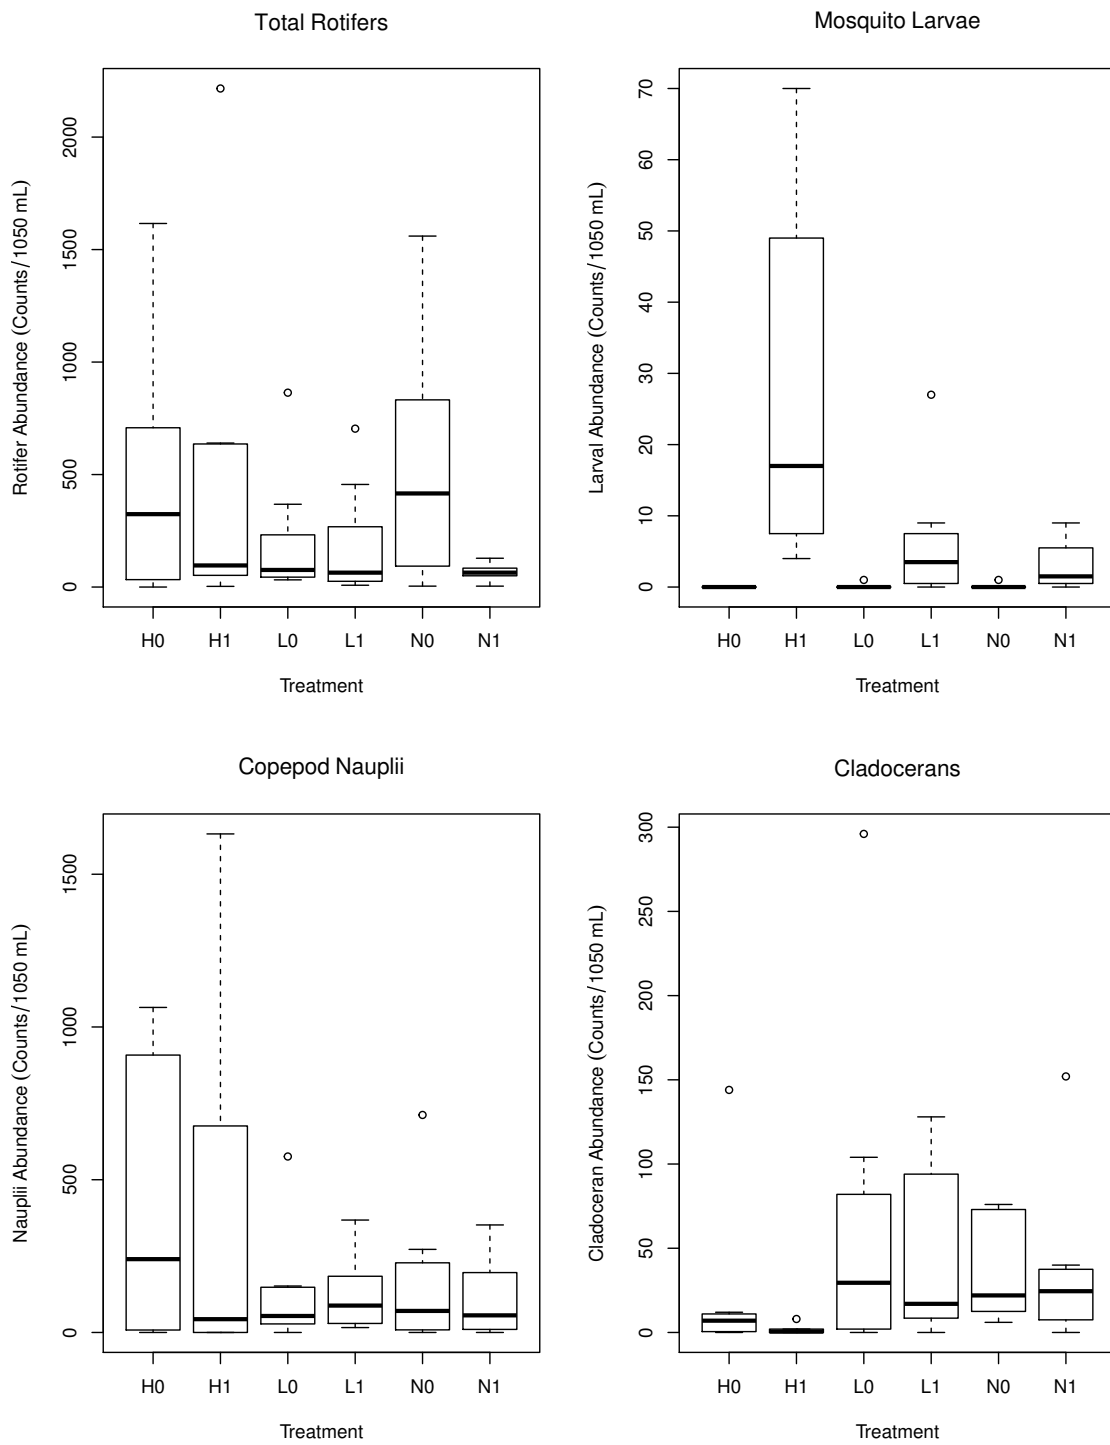 Total Rotifers
Rotifer Abundance (Counts/1050 mL)
2000
1500
1000
500
0
H0 H1 L0 L1 N0 N1
Treatment
Mosquito Larvae
Larval Abundance (Counts/1050 mL)
70
60
50
40
30
20
10
0
H0 H1 L0 L1 N0 N1
Treatment
Copepod Nauplii
Nauplii Abundance (Counts/1050 mL)
1500
1000
500
0
H0 H1 L0 L1 N0 N1
Treatment
Cladocerans
Cladoceran Abundance (Counts/1050 mL)
300
250
200
150
100
50
0
H0 H1 L0 L1 N0 N1
Treatment